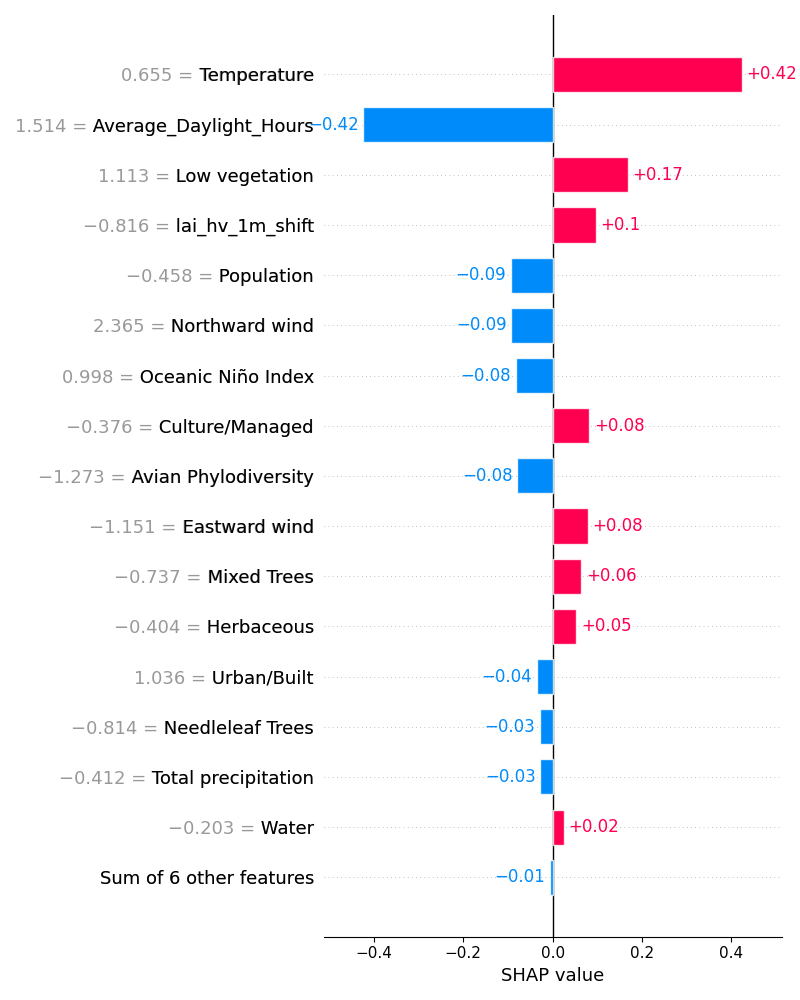 0.655 = Temperature +0.42
1.514 = Average_Daylight_Hours −0.42
1.113 = Low vegetation +0.17
−0.816 = lai_hv_1m_shift +0.1
−0.458 = Population −0.09
2.365 = Northward wind −0.09
0.998 = Oceanic Niño Index −0.08
−0.376 = Culture/Managed +0.08
−1.273 = Avian Phylodiversity −0.08
−1.151 = Eastward wind +0.08
−0.737 = Mixed Trees +0.06
−0.404 = Herbaceous +0.05
1.036 = Urban/Built −0.04
−0.814 = Needleleaf Trees −0.03
−0.412 = Total precipitation −0.03
−0.203 = Water +0.02
Sum of 6 other features −0.01
−0.4 −0.2 0.0 0.2 0.4
SHAP value